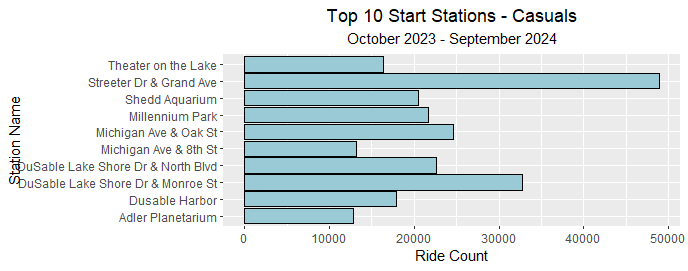 Top 10 Start Stations - Casuals
October 2023 - September 2024
Station Name
Theater on the Lake
Streeter Dr & Grand Ave
Shedd Aquarium
Millennium Park
Michigan Ave & Oak St
Michigan Ave & 8th St
DuSable Lake Shore Dr & North Blvd
DuSable Lake Shore Dr & Monroe St
Dusable Harbor
Adler Planetarium
0 10000 20000 30000 40000 50000
Ride Count